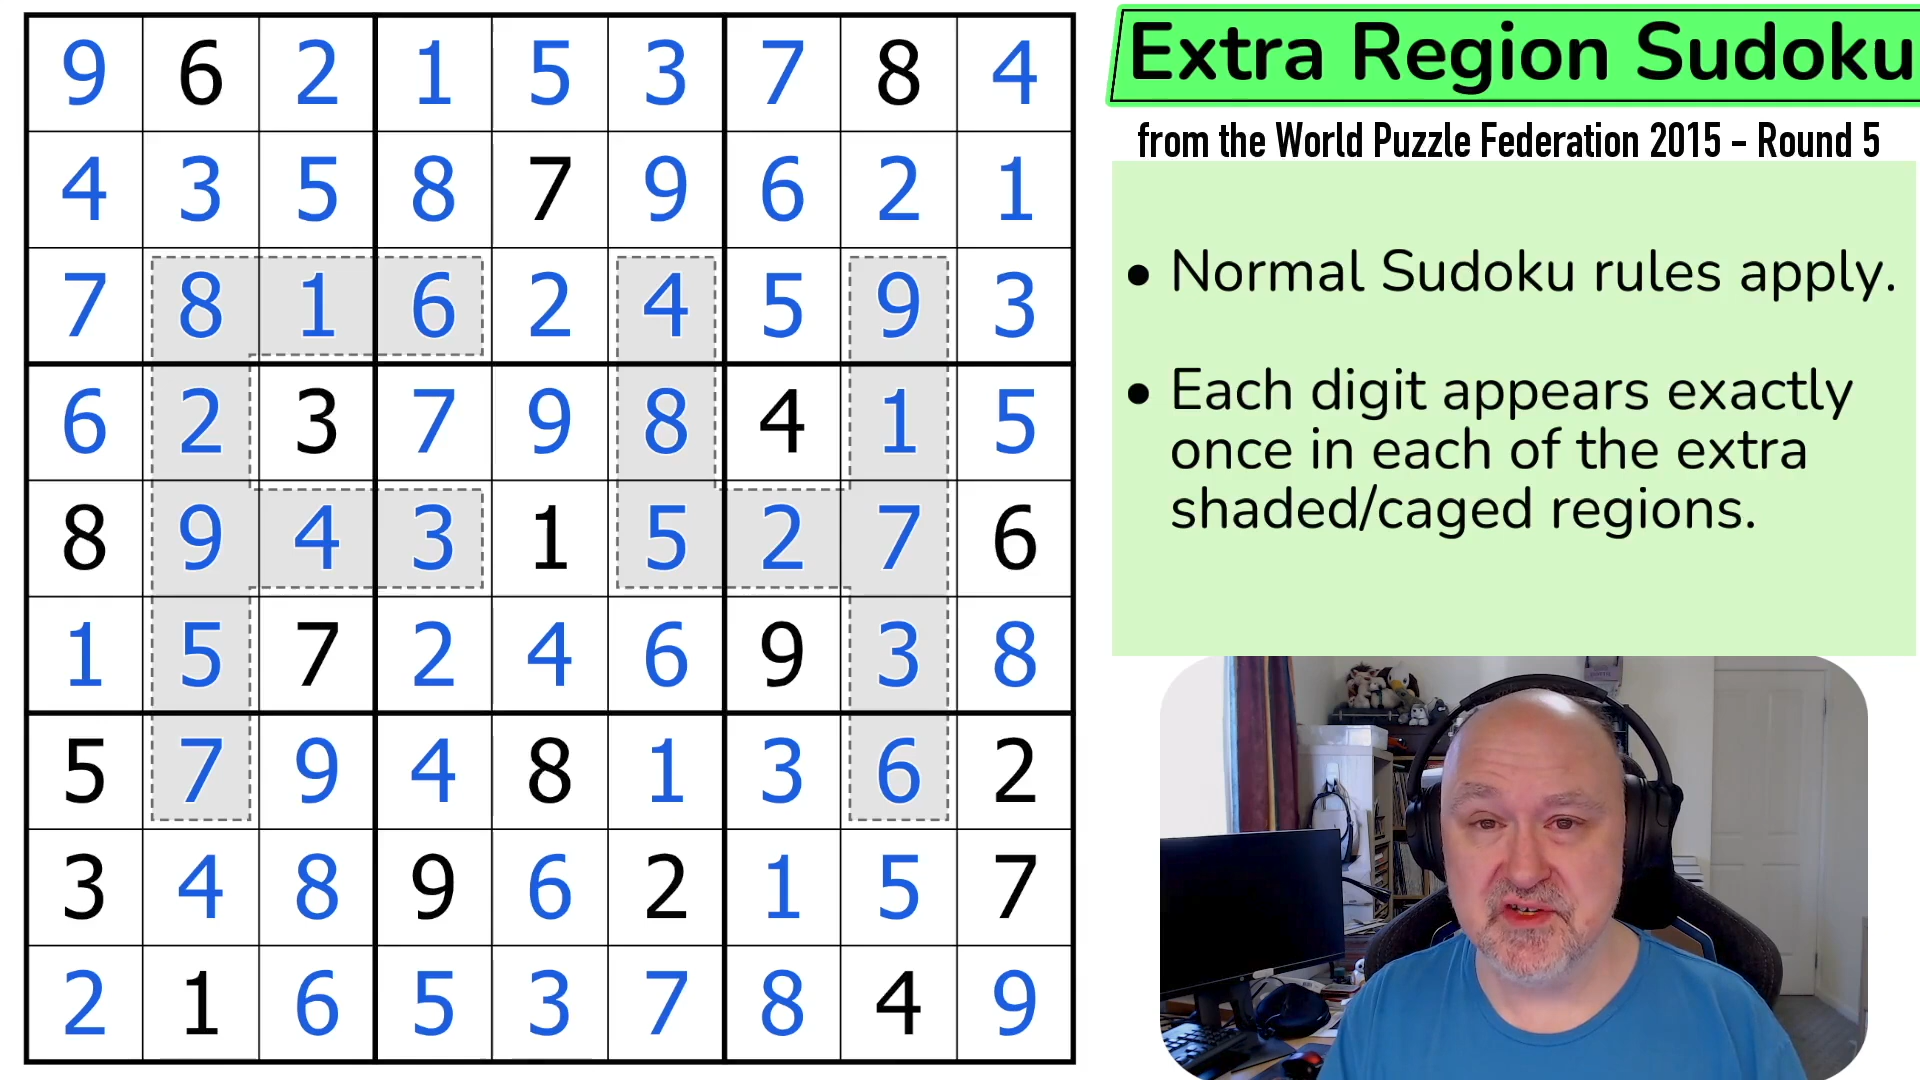 Extra Region Sudoku
from the World Puzzle Federation 2015 - Round 5
• Normal Sudoku rules apply.
• Each digit appears exactly
once in each of the extra
shaded/caged regions.
9 6 2 1 5 3 7 8 4
4 3 5 8 7 9 6 2 1
7 8 1 6 2 4 5 9 3
6 2 3 7 9 8 4 1 5
8 9 4 3 1 5 2 7 6
1 5 7 2 4 6 9 3 8
5 7 9 4 8 1 3 6 2
3 4 8 9 6 2 1 5 7
2 1 6 5 3 7 8 4 9